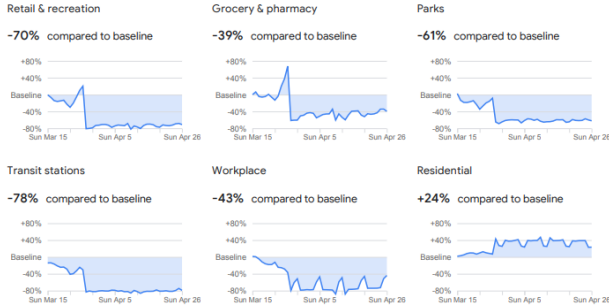 Retail & recreation
-70% compared to baseline
+80%
+40%
Baseline
-40%
-80%
Sun Mar 15 Sun Apr 5 Sun Apr 26
Grocery & pharmacy
-39% compared to baseline
+80%
+40%
Baseline
-40%
-80%
Sun Mar 15 Sun Apr 5 Sun Apr 26
Parks
-61% compared to baseline
+80%
+40%
Baseline
-40%
-80%
Sun Mar 15 Sun Apr 5 Sun Apr 26
Transit stations
-78% compared to baseline
+80%
+40%
Baseline
-40%
-80%
Sun Mar 15 Sun Apr 5 Sun Apr 26
Workplace
-43% compared to baseline
+80%
+40%
Baseline
-40%
-80%
Sun Mar 15 Sun Apr 5 Sun Apr 26
Residential
+24% compared to baseline
+80%
+40%
Baseline
-40%
-80%
Sun Mar 15 Sun Apr 5 Sun Apr 26